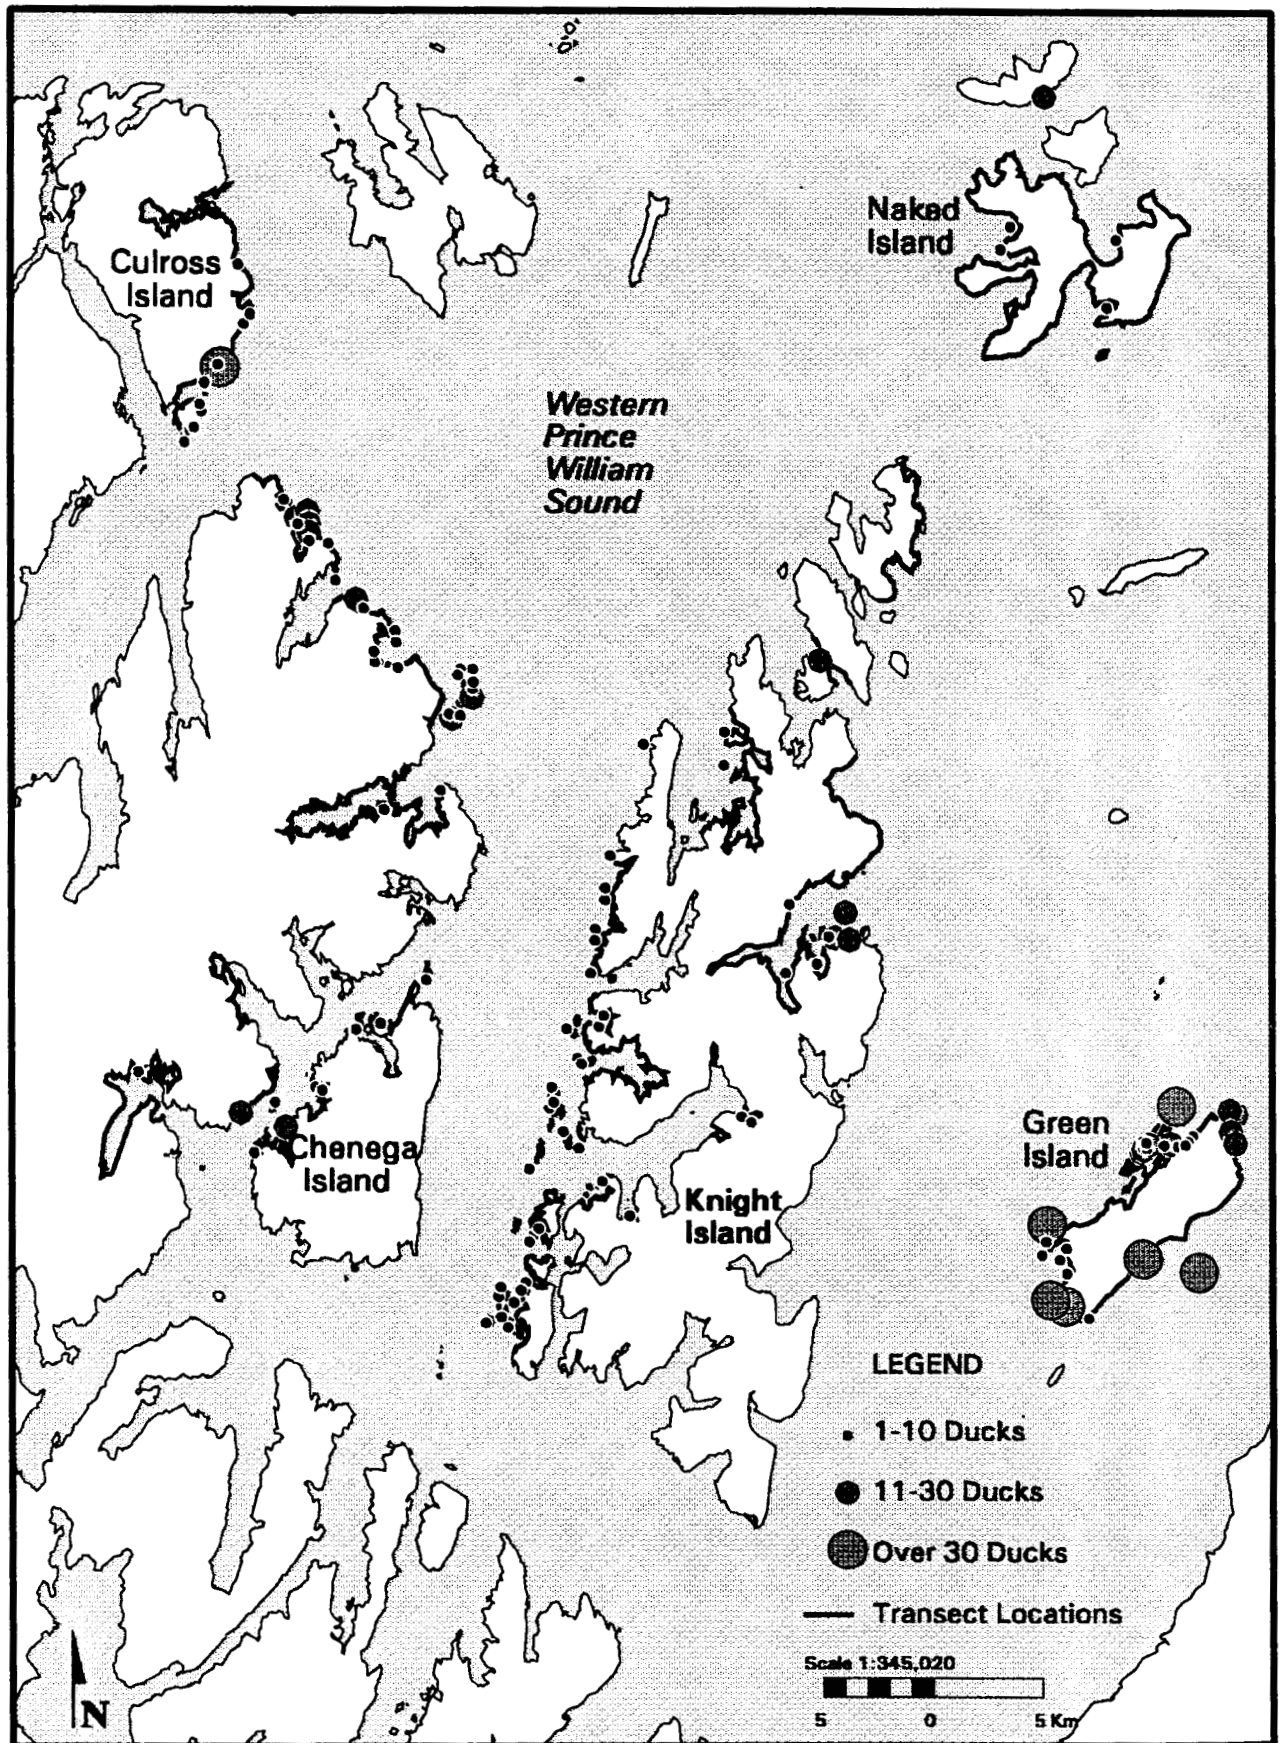 Naked
Island
Culross
Island
Western
Prince
William
Sound
Green
Island
Chenega
Island
Knight
Island
LEGEND
1-10 Ducks
11-30 Ducks
Over 30 Ducks
Transect Locations
Scale 1:345,020
5 0 5 Km
N